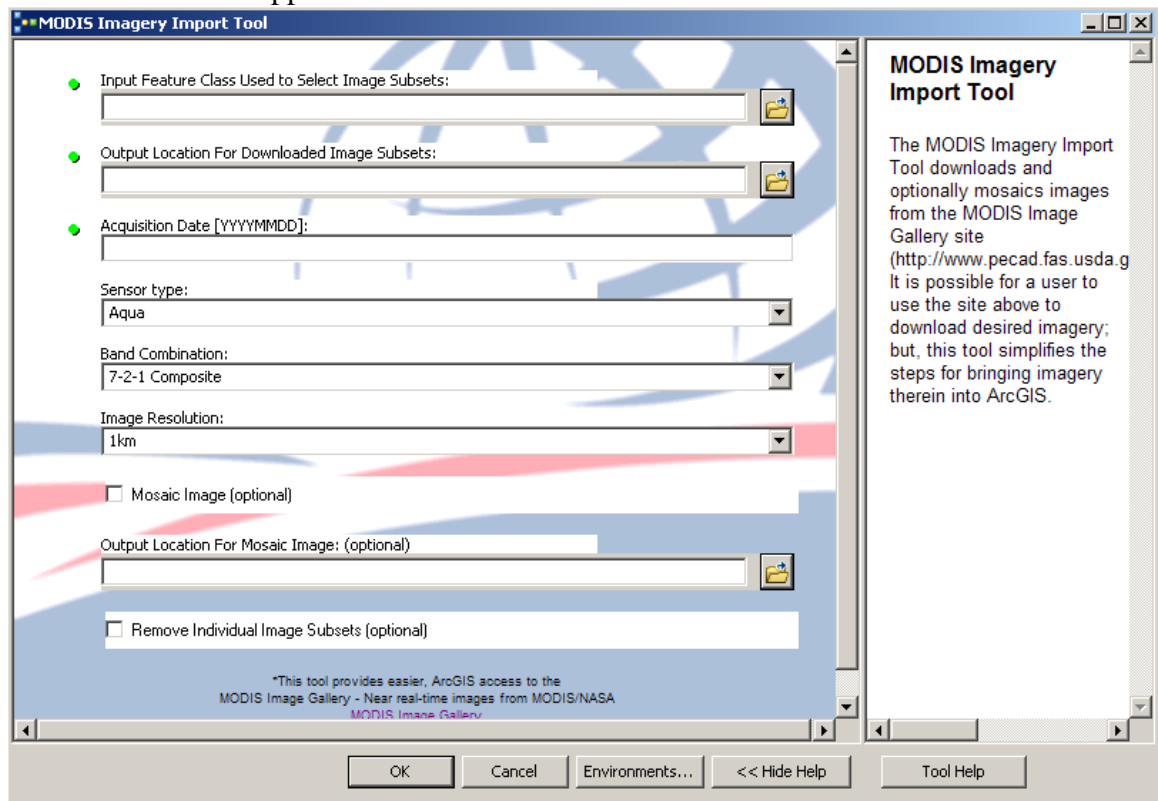 MODIS Imagery Import Tool
Input Feature Class Used to Select Image Subsets:
Output Location For Downloaded Image Subsets:
Acquisition Date [YYYYMMDD]:
Sensor type:
Aqua
Band Combination:
7-2-1 Composite
Image Resolution:
1km
Mosaic Image (optional)
Output Location For Mosaic Image: (optional)
Remove Individual Image Subsets (optional)
*This tool provides easier, ArcGIS access to the
MODIS Image Gallery - Near real-time images from MODIS/NASA
MODIS Image Gallery
MODIS Imagery
Import Tool
The MODIS Imagery Import
Tool downloads and
optionally mosaics images
from the MODIS Image
Gallery site
(http://www.pecad.fas.usda.g
It is possible for a user to
use the site above to
download desired imagery;
but, this tool simplifies the
steps for bringing imagery
therein into ArcGIS.
OK
Cancel
Environments...
<< Hide Help
Tool Help